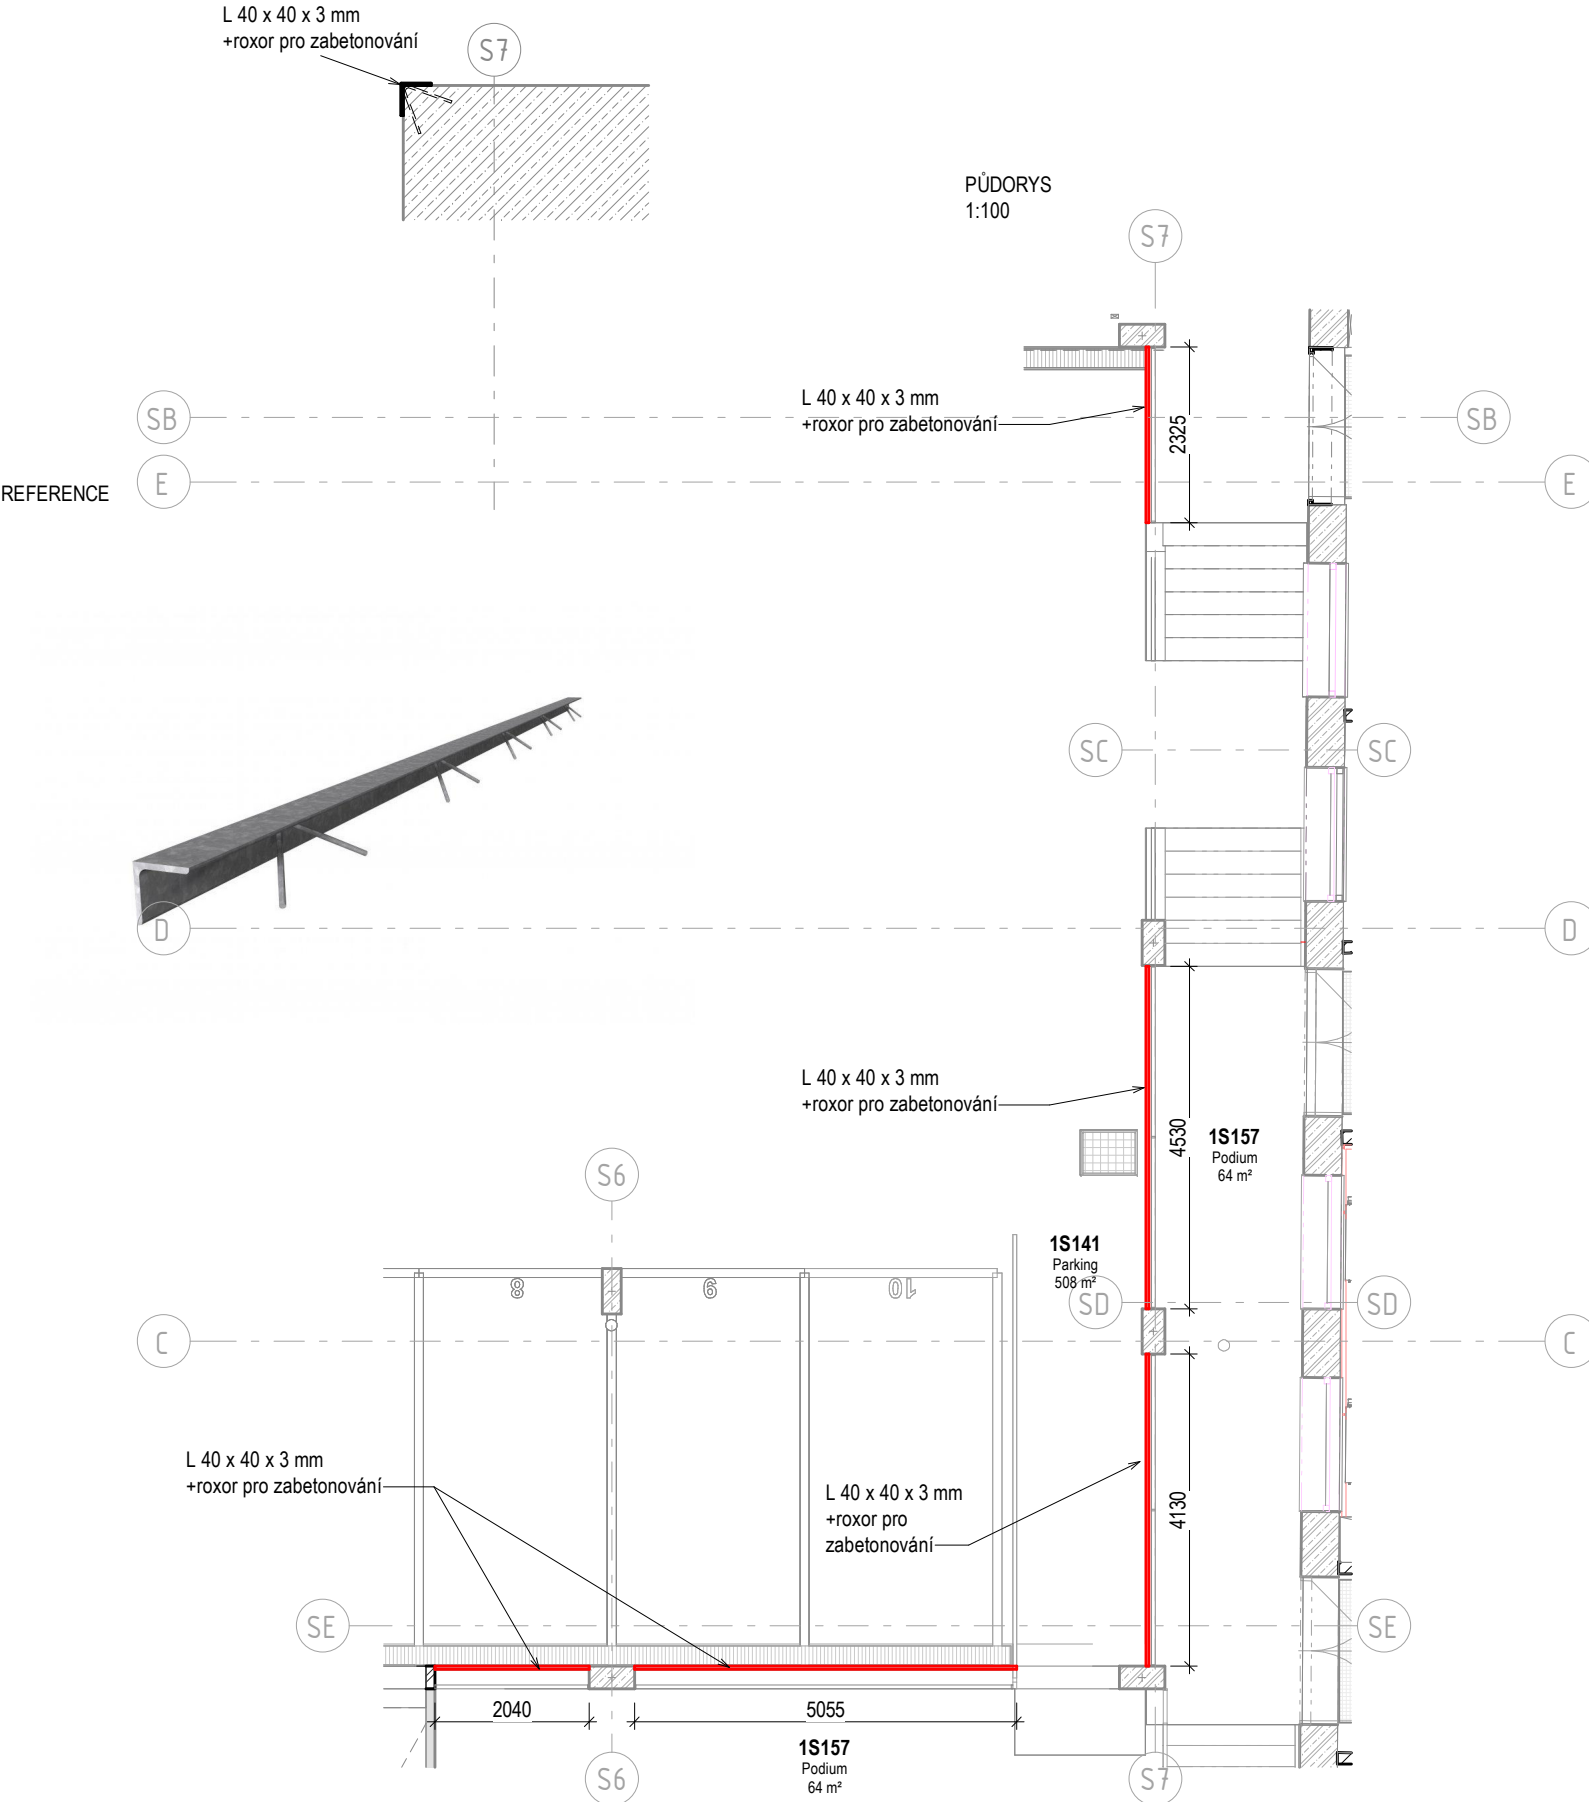 L 40 x 40 x 3 mm
+roxor pro zabetonování
S7
PŮDORYS
1:100
S7
L 40 x 40 x 3 mm
+roxor pro zabetonování
2325
SB
SB
REFERENCE
E
E
SC
SC
D
D
L 40 x 40 x 3 mm
+roxor pro zabetonování
4530
1S157
Podium
64 m²
S6
1S141
Parking
508 m²
8
9
10
SD
SD
C
C
L 40 x 40 x 3 mm
+roxor pro zabetonování
L 40 x 40 x 3 mm
+roxor pro
zabetonování
4130
SE
SE
2040
5055
1S157
Podium
64 m²
S6
S7